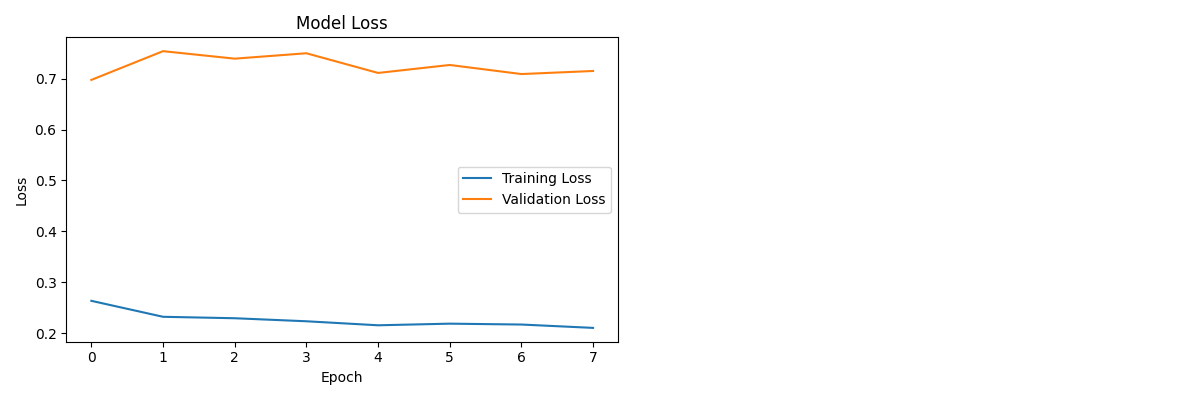 Model Loss
0.7
0.6
0.5
0.4
0.3
0.2
Loss
Training Loss
Validation Loss
0 1 2 3 4 5 6 7
Epoch